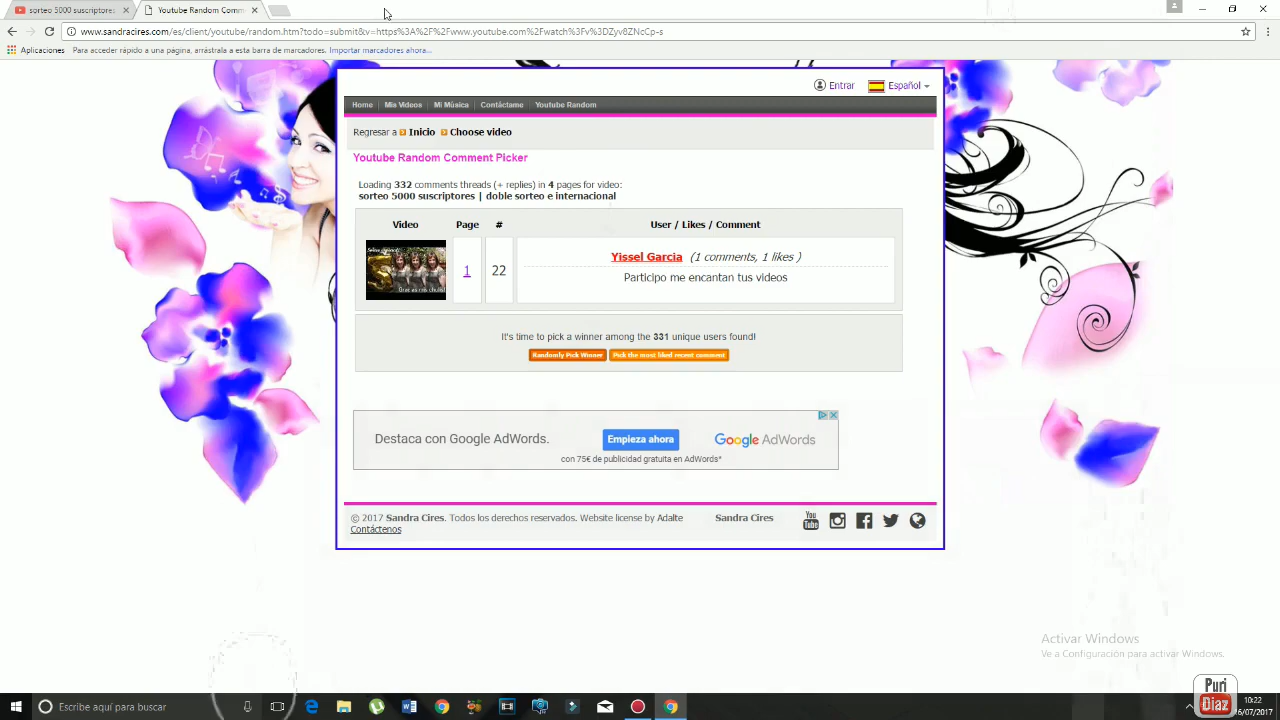 sorteo 5000 suscriptores
Youtube Random Comm
www.sandracires.com/es/client/youtube/random.htm?todo=submit&v=https%3A%2F%2Fwww.youtube.com%2Fwatch%3Fv%3DZyv8ZNcCp-s
Aplicaciones Para acceder rápido a una página, arrástrala a esta barra de marcadores. Importar marcadores ahora...
Entrar Español
Home Mis Videos Mi Música Contáctame Youtube Random
Regresar a Inicio Choose video
Youtube Random Comment Picker
Loading 332 comments threads (+ replies) in 4 pages for video:
sorteo 5000 suscriptores | doble sorteo e internacional
Video Page # User / Likes / Comment
Yissel Garcia (1 comments, 1 likes )
1 22
Participo me encantan tus videos
It's time to pick a winner among the 331 unique users found!
Randomly Pick Winner Pick the most liked recent comment
Destaca con Google AdWords. Empieza ahora Google AdWords
con 75€ de publicidad gratuita en AdWords*
© 2017 Sandra Cires. Todos los derechos reservados. Website license by Adalte Sandra Cires
You Tube
Contáctenos
Activar Windows
Ve a Configuración para activar Windows.
Puri
Diaz
Escribe aquí para buscar
10:22
16/07/2017